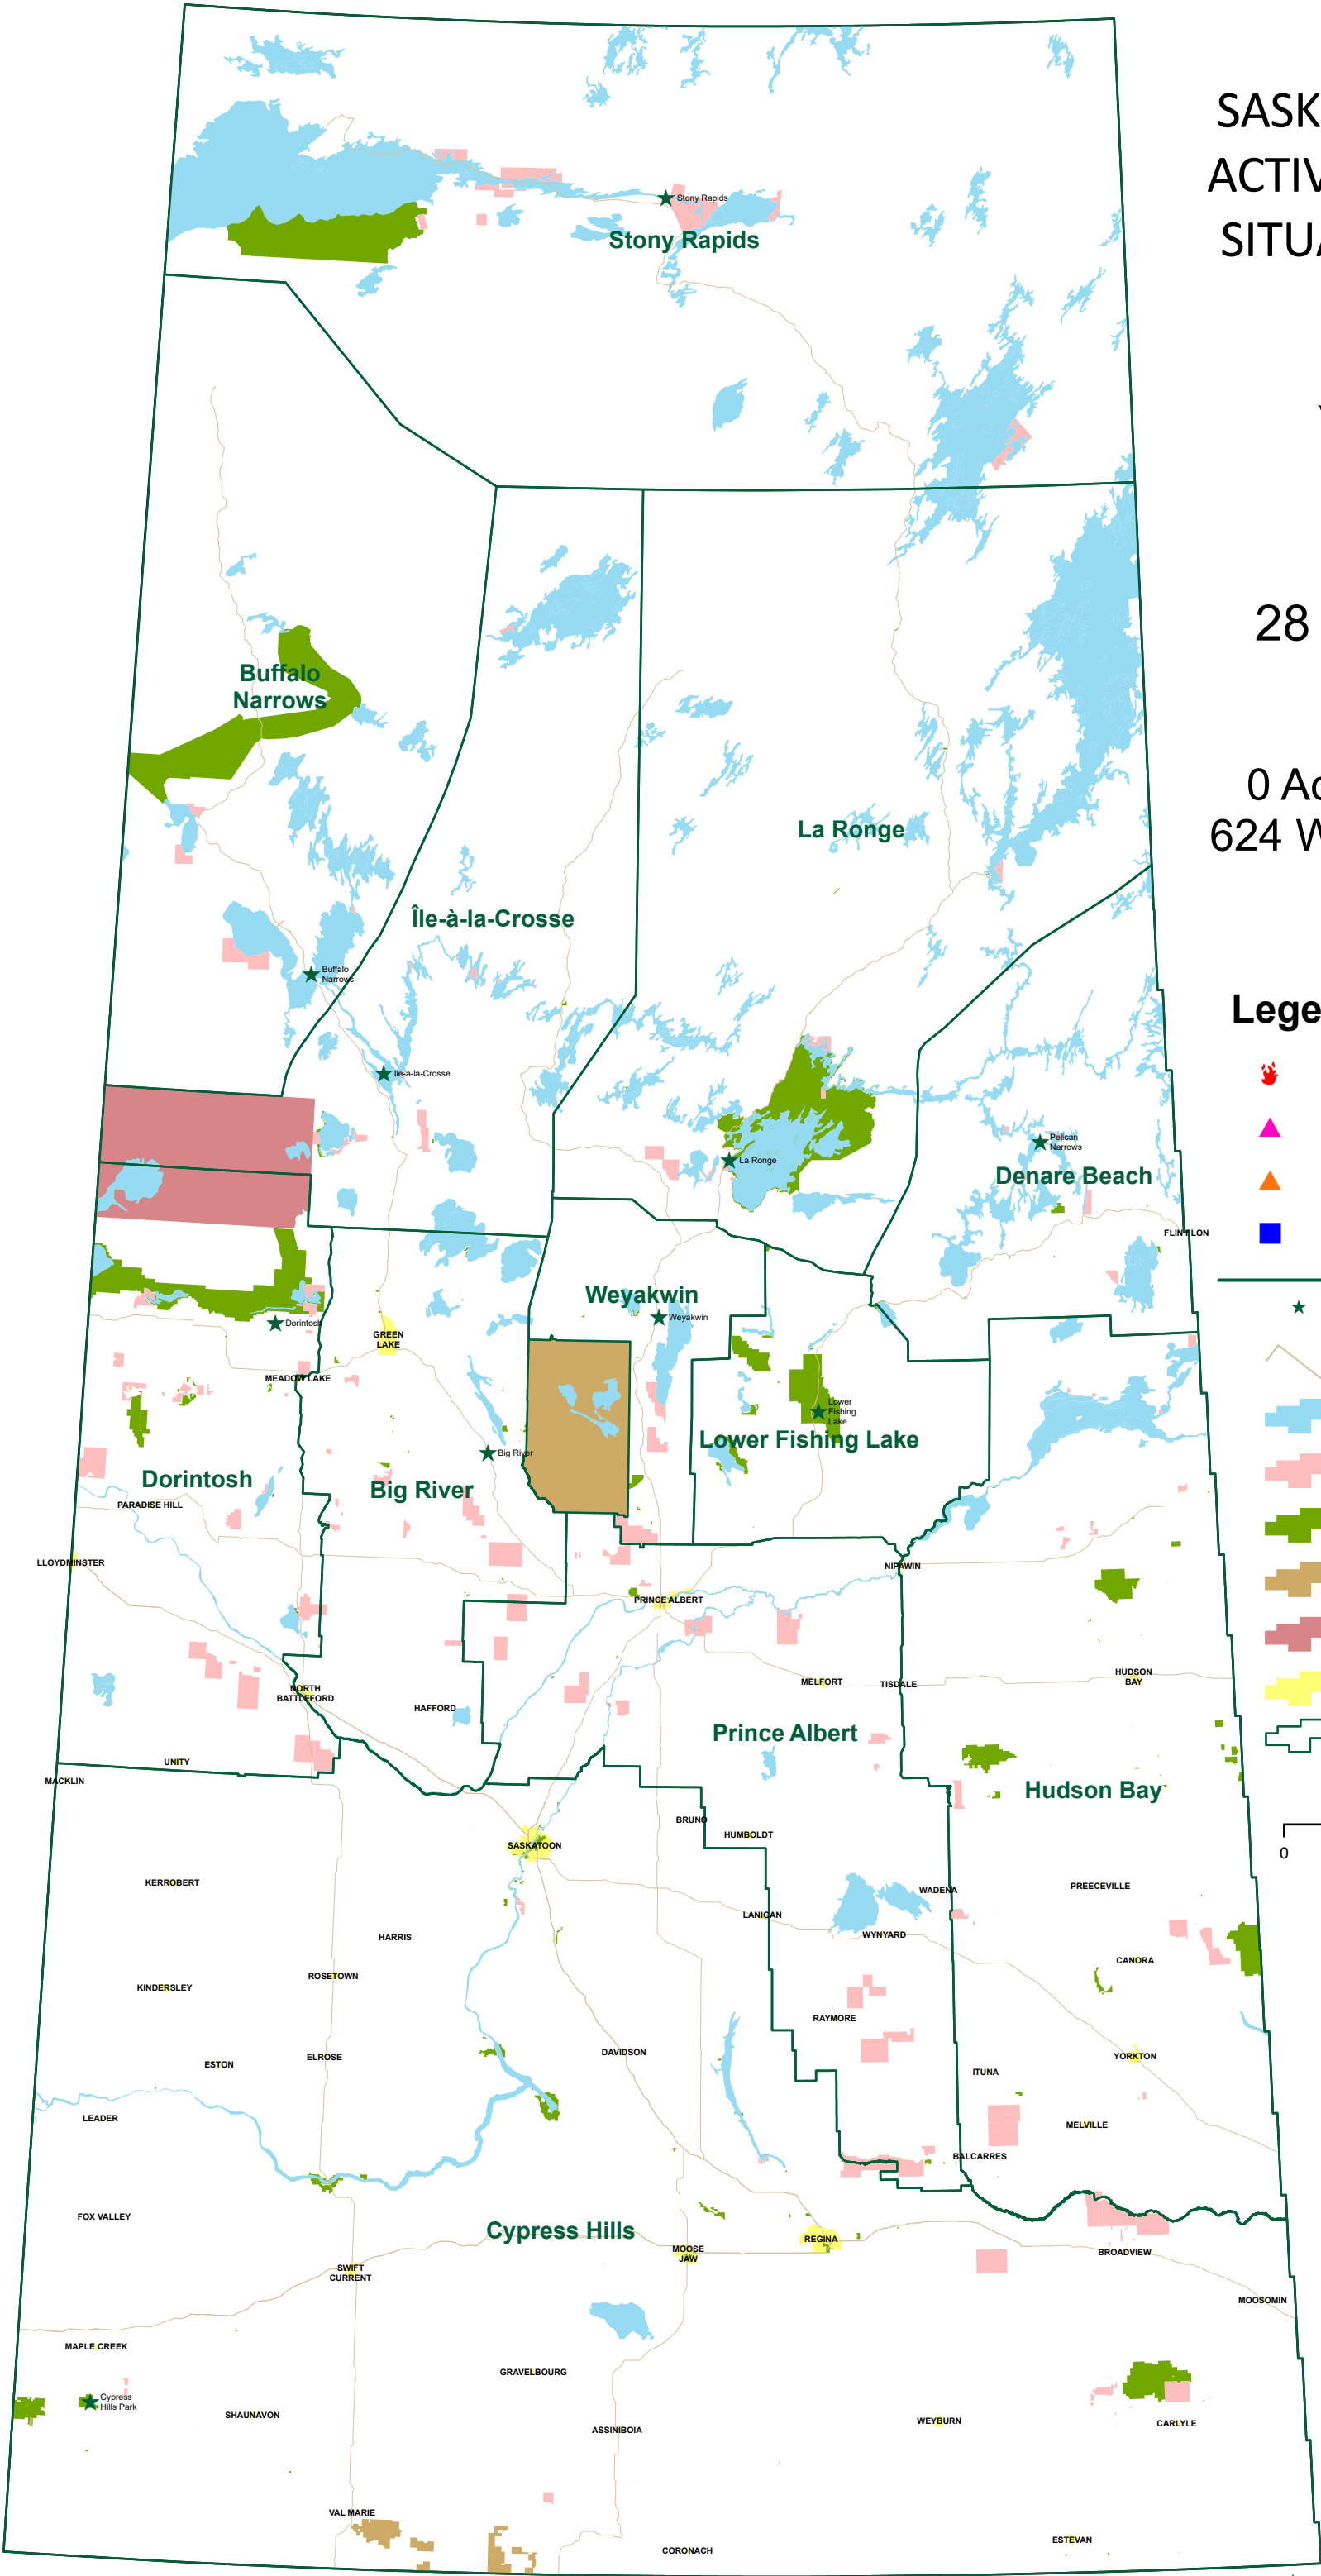 SASK
ACTIV
SITUA
28
0 Ac
624 W
Lege
0
Stony Rapids
Stony Rapids
Buffalo
Narrows
La Ronge
Île-à-la-Crosse
Buffalo
Narrows
Ile-a-la-Crosse
Pelican
Narrows
La Ronge
Denare Beach
FLIN FLON
Weyakwin
Weyakwin
Dorintosh
GREEN
LAKE
MEADOW LAKE
Lower
Fishing
Lake
Lower Fishing Lake
Big River
Dorintosh
Big River
PARADISE HILL
LLOYDMINSTER
NIPAWIN
PRINCE ALBERT
HUDSON
BAY
MELFORT
TISDALE
NORTH
BATTLEFORD
HAFFORD
Prince Albert
UNITY
MACKLIN
Hudson Bay
BRUNO
HUMBOLDT
SASKATOON
KERROBERT
PREECEVILLE
WADENA
LANIGAN
WYNYARD
HARRIS
CANORA
ROSETOWN
KINDERSLEY
RAYMORE
DAVIDSON
YORKTON
ELROSE
ESTON
ITUNA
LEADER
MELVILLE
BALCARRES
FOX VALLEY
Cypress Hills
REGINA
MOOSE
JAW
BROADVIEW
SWIFT
CURRENT
MOOSOMIN
MAPLE CREEK
GRAVELBOURG
Cypress
Hills Park
SHAUNAVON
WEYBURN
CARLYLE
ASSINIBOIA
VAL MARIE
ESTEVAN
CORONACH